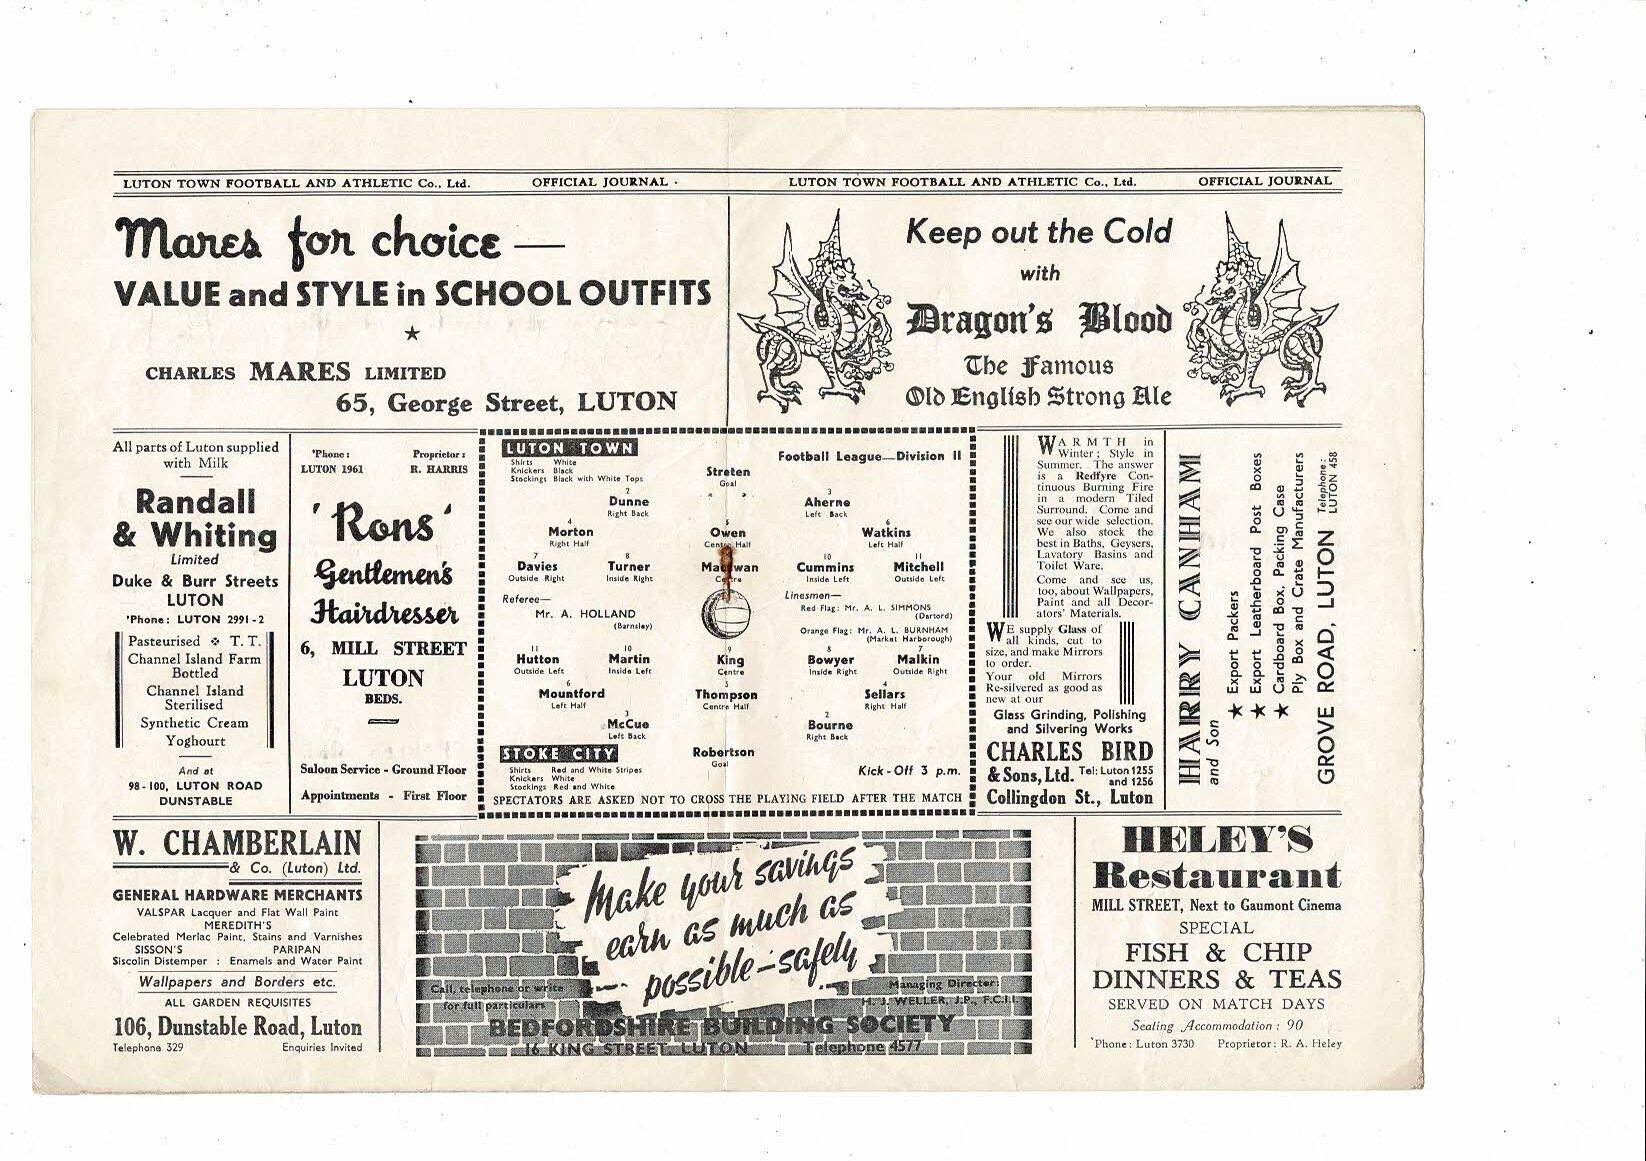 LUTON TOWN FOOTBALL AND ATHLETIC Co., Ltd. OFFICIAL JOURNAL
LUTON TOWN FOOTBALL AND ATHLETIC Co., Ltd. OFFICIAL JOURNAL
Mares for choice —
VALUE and STYLE in SCHOOL OUTFITS
★
CHARLES MARES LIMITED
65, George Street, LUTON
Keep out the Cold
with
Dragon's Blood
The Famous
Old English Strong Ale
All parts of Luton supplied
with Milk
Randall
& Whiting
Limited
Duke & Burr Streets
LUTON
'Phone: LUTON 2991-2
Pasteurised ❖ T. T.
Channel Island Farm
Bottled
Channel Island
Sterilised
Synthetic Cream
Yoghourt
And at
98-100, LUTON ROAD
DUNSTABLE
'Phone: Proprietor:
LUTON 1961 R. HARRIS
'Rons'
Gentlemen's
Hairdresser
6, MILL STREET
LUTON
BEDS.
Saloon Service - Ground Floor
Appointments - First Floor
LUTON TOWN
Shirts White
Knickers Black
Stockings Black with White Tops
Football League—Division II
Streten
Goal
2 3
Dunne Aherne
Right Back Left Back
4 5 6
Morton Owen Watkins
Right Half Centre Half Left Half
7 8 10 11
Davies Turner Cummins Mitchell
Outside Right Inside Right Inside Left Outside Left
Referee— Linesmen—
Mr. A. HOLLAND
(Barnsley)
Red Flag: Mr. A. L. SIMMONS
(Dartord)
Orange Flag: Mr. A. L. BURNHAM
(Market Harborough)
11 10 9 8 7
Hutton Martin King Bowyer Malkin
Outside Left Inside Left Centre Inside Right Outside Right
6 5 4
Mountford Thompson Sellars
Left Half Centre Half Right Half
3 2
McCue Bourne
Left Back Right Back
STOKE CITY
Robertson
Goal
Shirts Red and White Stripes
Knickers White
Stockings Red and White
Kick-Off 3 p.m.
SPECTATORS ARE ASKED NOT TO CROSS THE PLAYING FIELD AFTER THE MATCH
WARMTH in
Winter; Style in
Summer. The answer
is a Redfyre Con-
tinuous Burning Fire
in a modern Tiled
Surround. Come and
see our wide selection.
We also stock the
best in Baths, Geysers,
Lavatory Basins and
Toilet Ware.
Come and see us,
too, about Wallpapers,
Paint and all Decor-
ators' Materials.
WE supply Glass of
all kinds, cut to
size, and make Mirrors
to order.
Your old Mirrors
Re-silvered as good as
new at our
Glass Grinding, Polishing
and Silvering Works
CHARLES BIRD
& Sons, Ltd. Tel: Luton 1255
and 1256
Collingdon St., Luton
HARRY CANHAM
and Son
★ Export Packers
★ Export Leatherboard Post Boxes
★ Cardboard Box, Packing Case
Ply Box and Crate Manufacturers
GROVE ROAD, LUTON
Telephone:
LUTON 458
W. CHAMBERLAIN
& Co. (Luton) Ltd.
GENERAL HARDWARE MERCHANTS
VALSPAR Lacquer and Flat Wall Paint
MEREDITH'S
Celebrated Merlac Paint, Stains and Varnishes
SISSON'S PARIPAN
Siscolin Distemper : Enamels and Water Paint
Wallpapers and Borders etc.
ALL GARDEN REQUISITES
106, Dunstable Road, Luton
Telephone 329 Enquiries Invited
Make your savings
earn as much as
possible—safely
Call, telephone or write
for full particulars
Managing Director:
H. J. WELLER, J.P., F.C.I.I.
BEDFORDSHIRE BUILDING SOCIETY
16 KING STREET, LUTON Telephone 4577
HELEY'S
Restaurant
MILL STREET, Next to Gaumont Cinema
SPECIAL
FISH & CHIP
DINNERS & TEAS
SERVED ON MATCH DAYS
Seating Accommodation: 90
'Phone: Luton 3730 Proprietor: R. A. Heley